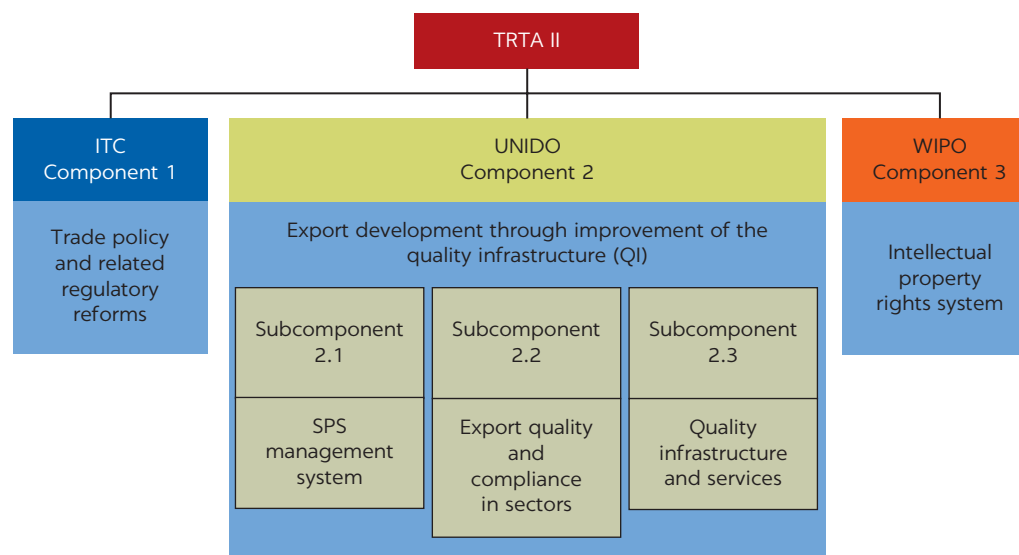 TRTA II
ITC
Component 1
Trade policy
and related
regulatory
reforms
UNIDO
Component 2
Export development through improvement of the
quality infrastructure (QI)
Subcomponent
2.1
SPS
management
system
Subcomponent
2.2
Export quality
and
compliance
in sectors
Subcomponent
2.3
Quality
infrastructure
and services
WIPO
Component 3
Intellectual
property
rights system